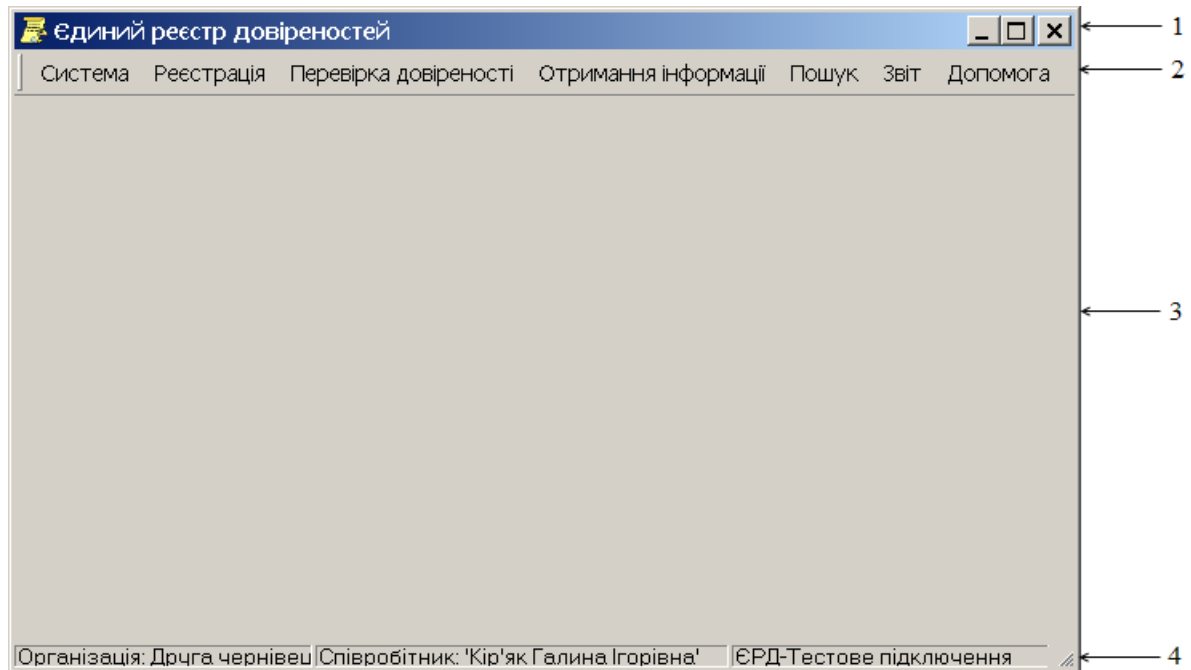 Єдиний реєстр довіреностей
1
Система Реєстрація Перевірка довіреності Отримання інформації Пошук Звіт Допомога
2
3
Організація: Друга чернівец Співробітник: 'Кір'як Галина Ігорівна' ЄРД-Тестове підключення
4